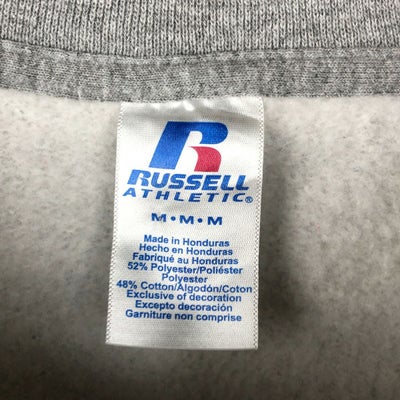 RUSSELL
ATHLETIC®
M•M•M
Made in Honduras
Hecho en Honduras
Fabriqué au Honduras
52% Polyester/Poliéster
Polyester
48% Cotton/Algodón/Coton
Exclusive of decoration
Excepto decoración
Garniture non comprise